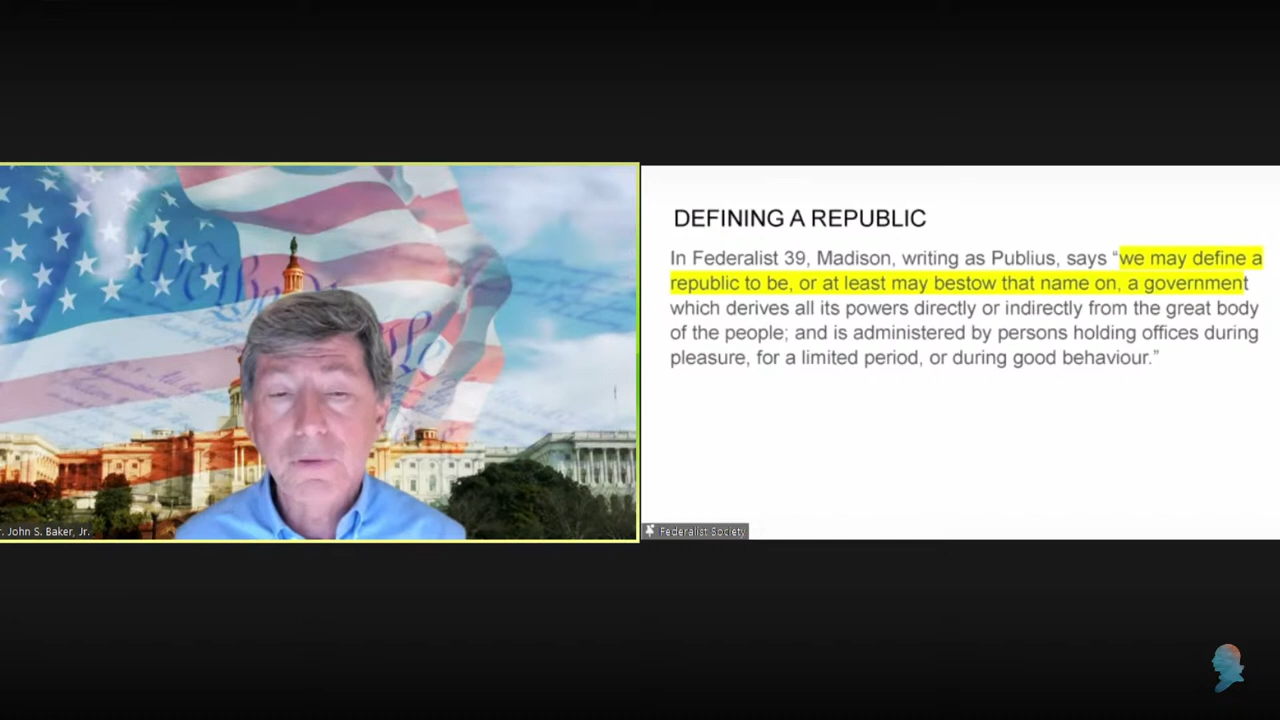 We the People
r. John S. Baker, Jr.
DEFINING A REPUBLIC
In Federalist 39, Madison, writing as Publius, says “we may define a
republic to be, or at least may bestow that name on, a government
which derives all its powers directly or indirectly from the great body
of the people; and is administered by persons holding offices during
pleasure, for a limited period, or during good behaviour.”
Federalist Society